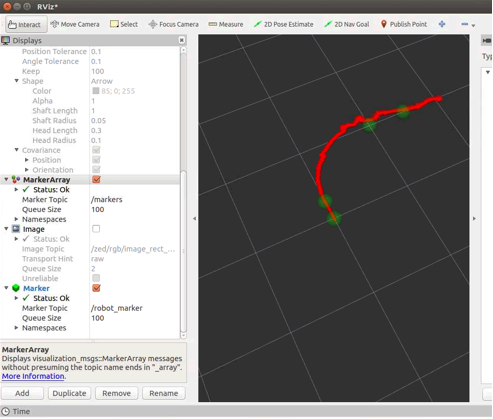 RViz*
Interact Move Camera Select Focus Camera Measure 2D Pose Estimate 2D Nav Goal Publish Point
Displays
Position Tolerance 0.1
Angle Tolerance 0.1
Keep 100
Shape Arrow
Color 85; 0; 255
Alpha 1
Shaft Length 1
Shaft Radius 0.05
Head Length 0.3
Head Radius 0.1
Covariance
Position
Orientation
MarkerArray
Status: Ok
Marker Topic /markers
Queue Size 100
Namespaces
Image
Status: Ok
Image Topic /zed/rgb/image_rect_...
Transport Hint raw
Queue Size 2
Unreliable
Marker
Status: Ok
Marker Topic /robot_marker
Queue Size 100
Namespaces
MarkerArray
Displays visualization_msgs::MarkerArray messages
without presuming the topic name ends in "_array".
More Information.
Add Duplicate Remove Rename
Time